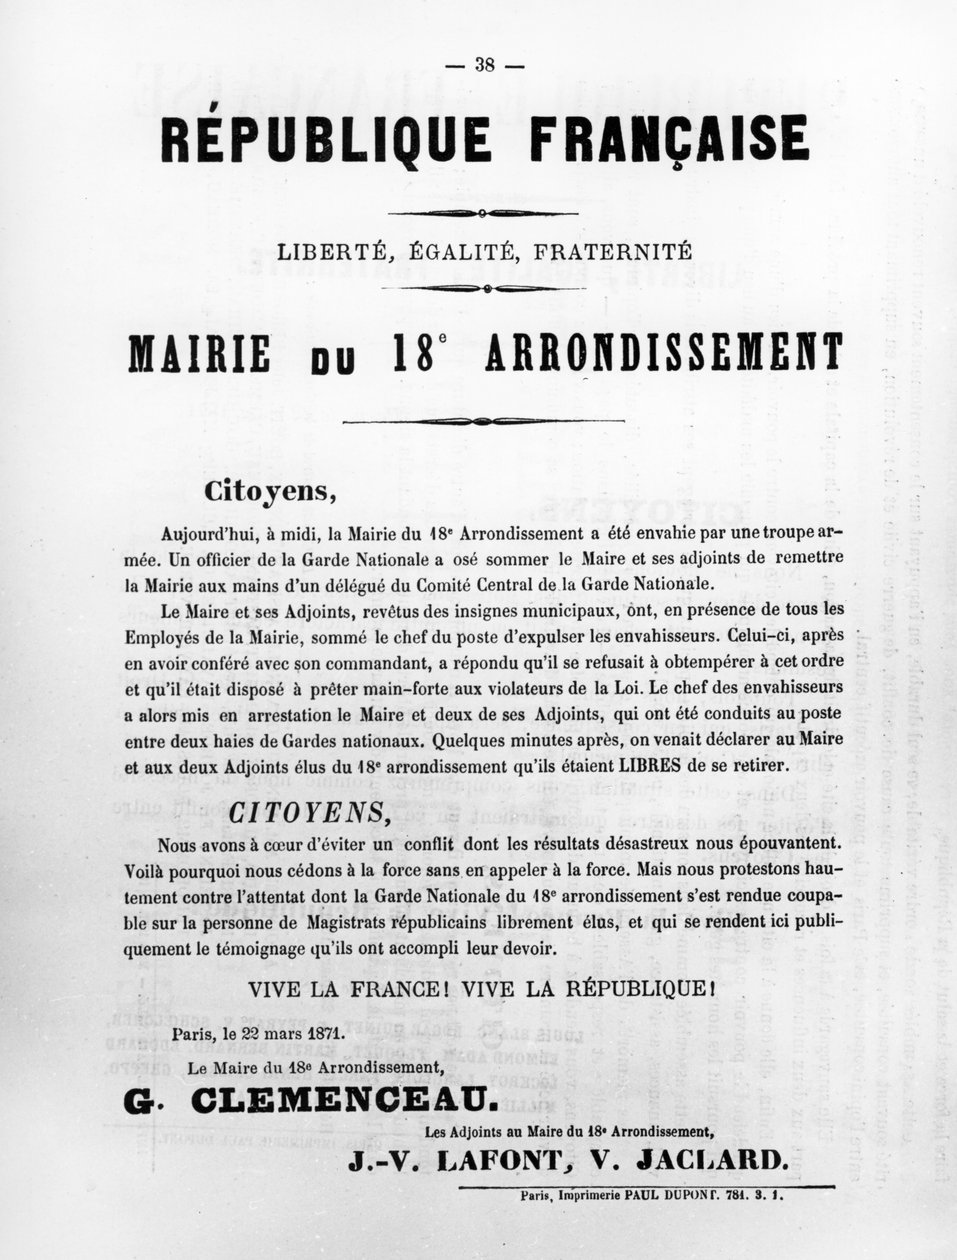 — 38 —
RÉPUBLIQUE FRANÇAISE
LIBERTÉ, ÉGALITÉ, FRATERNITÉ
MAIRIE DU 18e ARRONDISSEMENT
Citoyens,
Aujourd'hui, à midi, la Mairie du 18e Arrondissement a été envahie par une troupe ar-
mée. Un officier de la Garde Nationale a osé sommer le Maire et ses adjoints de remettre
la Mairie aux mains d'un délégué du Comité Central de la Garde Nationale.
Le Maire et ses Adjoints, revêtus des insignes municipaux, ônt, en présence de tous les
Employés de la Mairie, sommé le chef du poste d'expulser les envahisseurs. Celui-ci, après
en avoir conféré avec son commandant, a répondu qu'il se refusait à obtempérer à cet ordre
et qu'il était disposé à prêter main-forte aux violateurs de la Loi. Le chef des envahisseurs
a alors mis en arrestation le Maire et deux de ses Adjoints, qui ont été conduits au poste
entre deux haies de Gardes nationaux. Quelques minutes après, on venait déclarer au Maire
et aux deux Adjoints élus du 18e arrondissement qu'ils étaient LIBRES de se retirer.
CITOYENS,
Nous avons à cœur d'éviter un conflit dont les résultats désastreux nous épouvantent.
Voilà pourquoi nous cédons à la force sans en appeler à la force. Mais nous protestons hau-
tement contre l'attentat dont la Garde Nationale du 18e arrondissement s'est rendue coupa-
ble sur la personne de Magistrats républicains librement élus, et qui se rendent ici publi-
quement le témoignage qu'ils ont accompli leur devoir.
VIVE LA FRANCE! VIVE LA RÉPUBLIQUE!
Paris, le 22 mars 1871.
Le Maire du 18e Arrondissement,
G. CLEMENCEAU.
Les Adjoints au Maire du 18e Arrondissement,
J.-V. LAFONT, V. JACLARD.
Paris, Imprimerie PAUL DUPONT. 781. 3. 1.